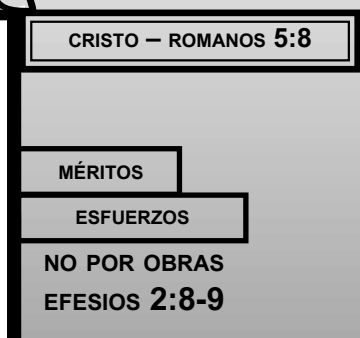 CRISTO – ROMANOS 5:8
MÉRITOS
ESFUERZOS
NO POR OBRAS
EFESIOS 2:8-9